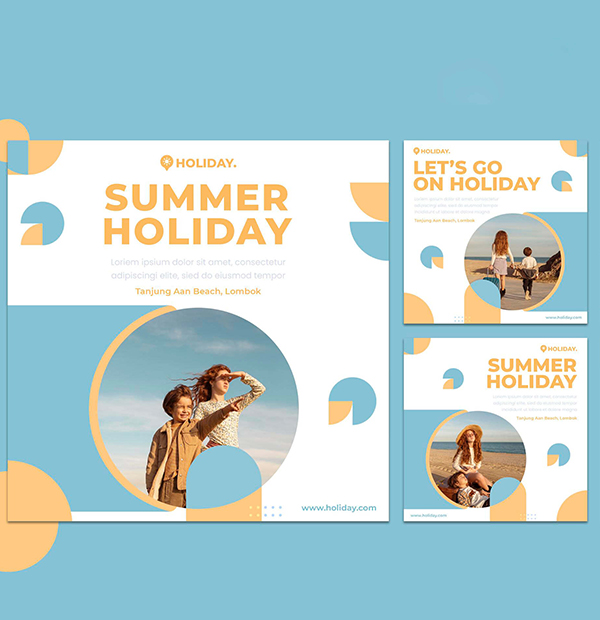 HOLIDAY.
SUMMER
HOLIDAY
Lorem ipsum dolor sit amet, consectetur
adipiscing elite, sed do eiusmod tempor
Tanjung Aan Beach, Lombok
www.holiday.com
HOLIDAY.
LET'S GO
ON HOLIDAY
Tanjung Aan Beach, Lombok
www.holiday.com
HOLIDAY.
SUMMER
HOLIDAY
Tanjung Aan Beach, Lombok
www.holiday.com